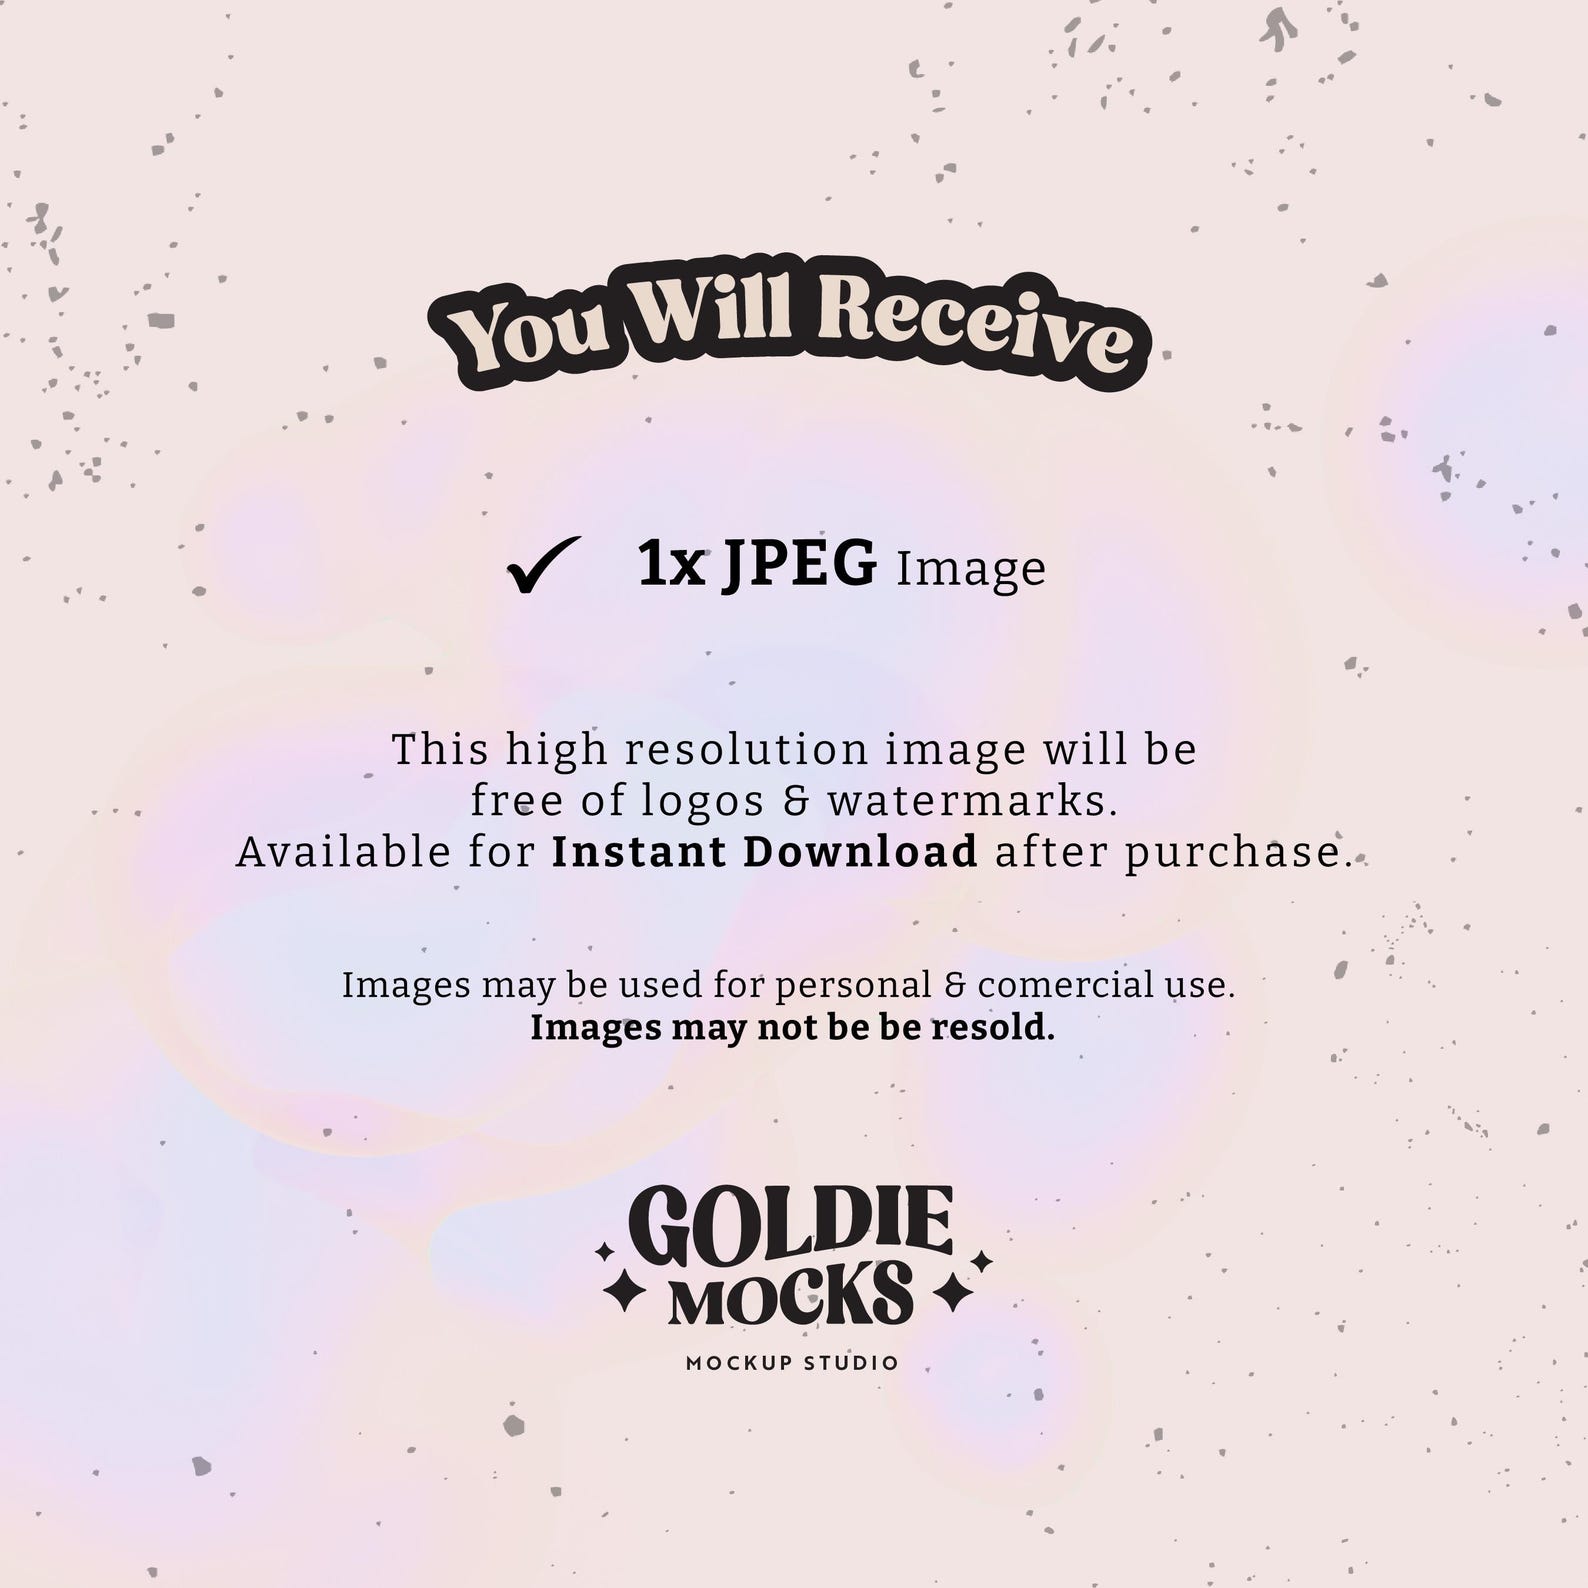 You Will Receive
1x JPEG Image
This high resolution image will be
free of logos & watermarks.
Available for Instant Download after purchase.
Images may be used for personal & comercial use.
Images may not be be resold.
GOLDIE
MOCKS
MOCKUP STUDIO